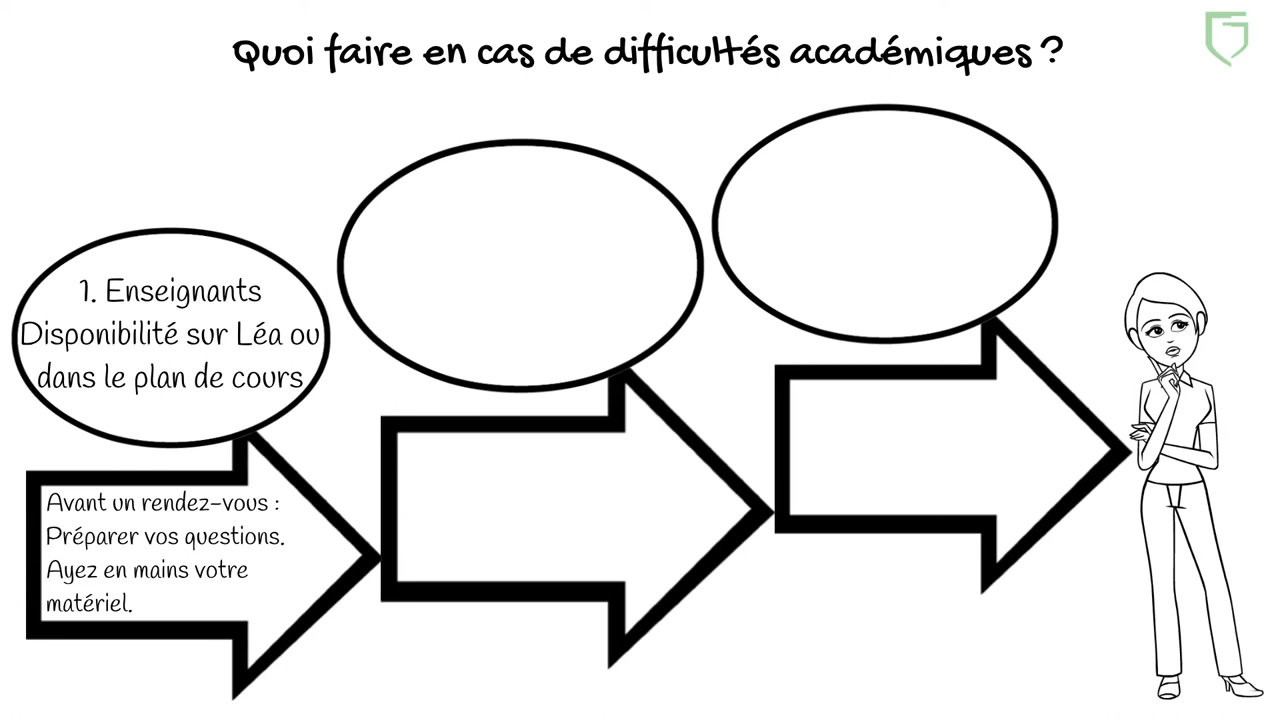 Quoi faire en cas de difficultés académiques ?
1. Enseignants
Disponibilité sur Léa ou
dans le plan de cours
Avant un rendez-vous :
Préparer vos questions.
Ayez en mains votre
matériel.